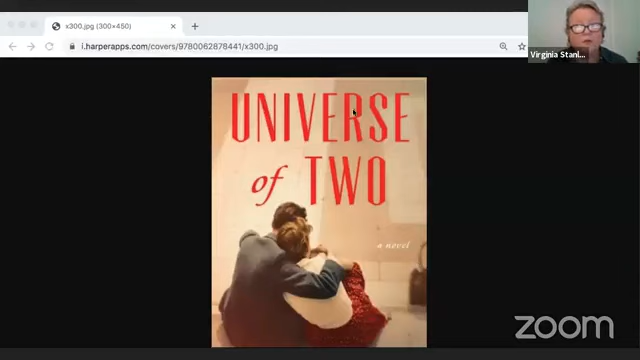 x300.jpg (300×450)
i.harperapps.com/covers/9780062878441/x300.jpg
Virginia Stanl...
UNIVERSE
of TWO
a novel
zoom